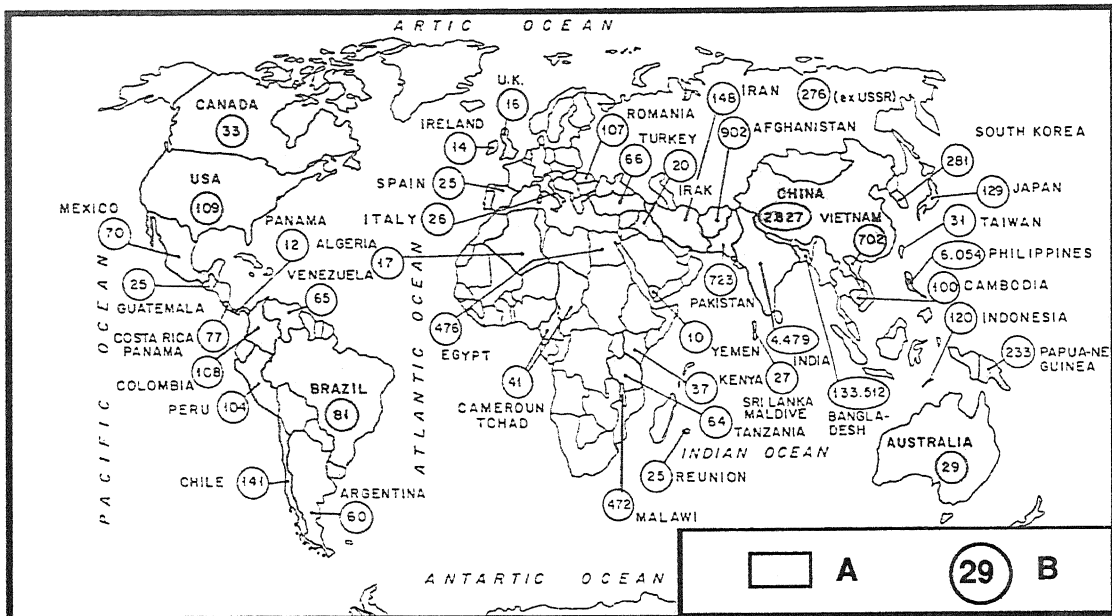 ARTIC OCEAN
U.K.
16
IRELAND
14
CANADA
33
USA
109
MEXICO
70
PANAMA
12
ALGERIA
17
VENEZUELA
65
25
GUATEMALA
COSTA RICA
PANAMA
77
COLOMBIA
108
PERU
104
BRAZIL
81
CHILE
141
ARGENTINA
60
PACIFIC OCEAN
ATLANTIC OCEAN
SPAIN
25
ITALY
26
ROMANIA
107
TURKEY
66
20
IRAK
148
IRAN
276
(ex USSR)
902
AFGHANISTAN
SOUTH KOREA
281
CHINA
2.827
VIETNAM
702
129
JAPAN
31
TAIWAN
6.054
PHILIPPINES
100
CAMBODIA
120
INDONESIA
233
PAPUA-NE
GUINEA
723
PAKISTAN
476
EGYPT
10
YEMEN
4.479
INDIA
41
CAMEROUN
TCHAD
37
KENYA
27
SRI LANKA
MALDIVE
133.512
BANGLA-
DESH
64
TANZANIA
INDIAN OCEAN
25
REUNION
472
MALAWI
AUSTRALIA
29
ANTARTIC OCEAN
A
29
B